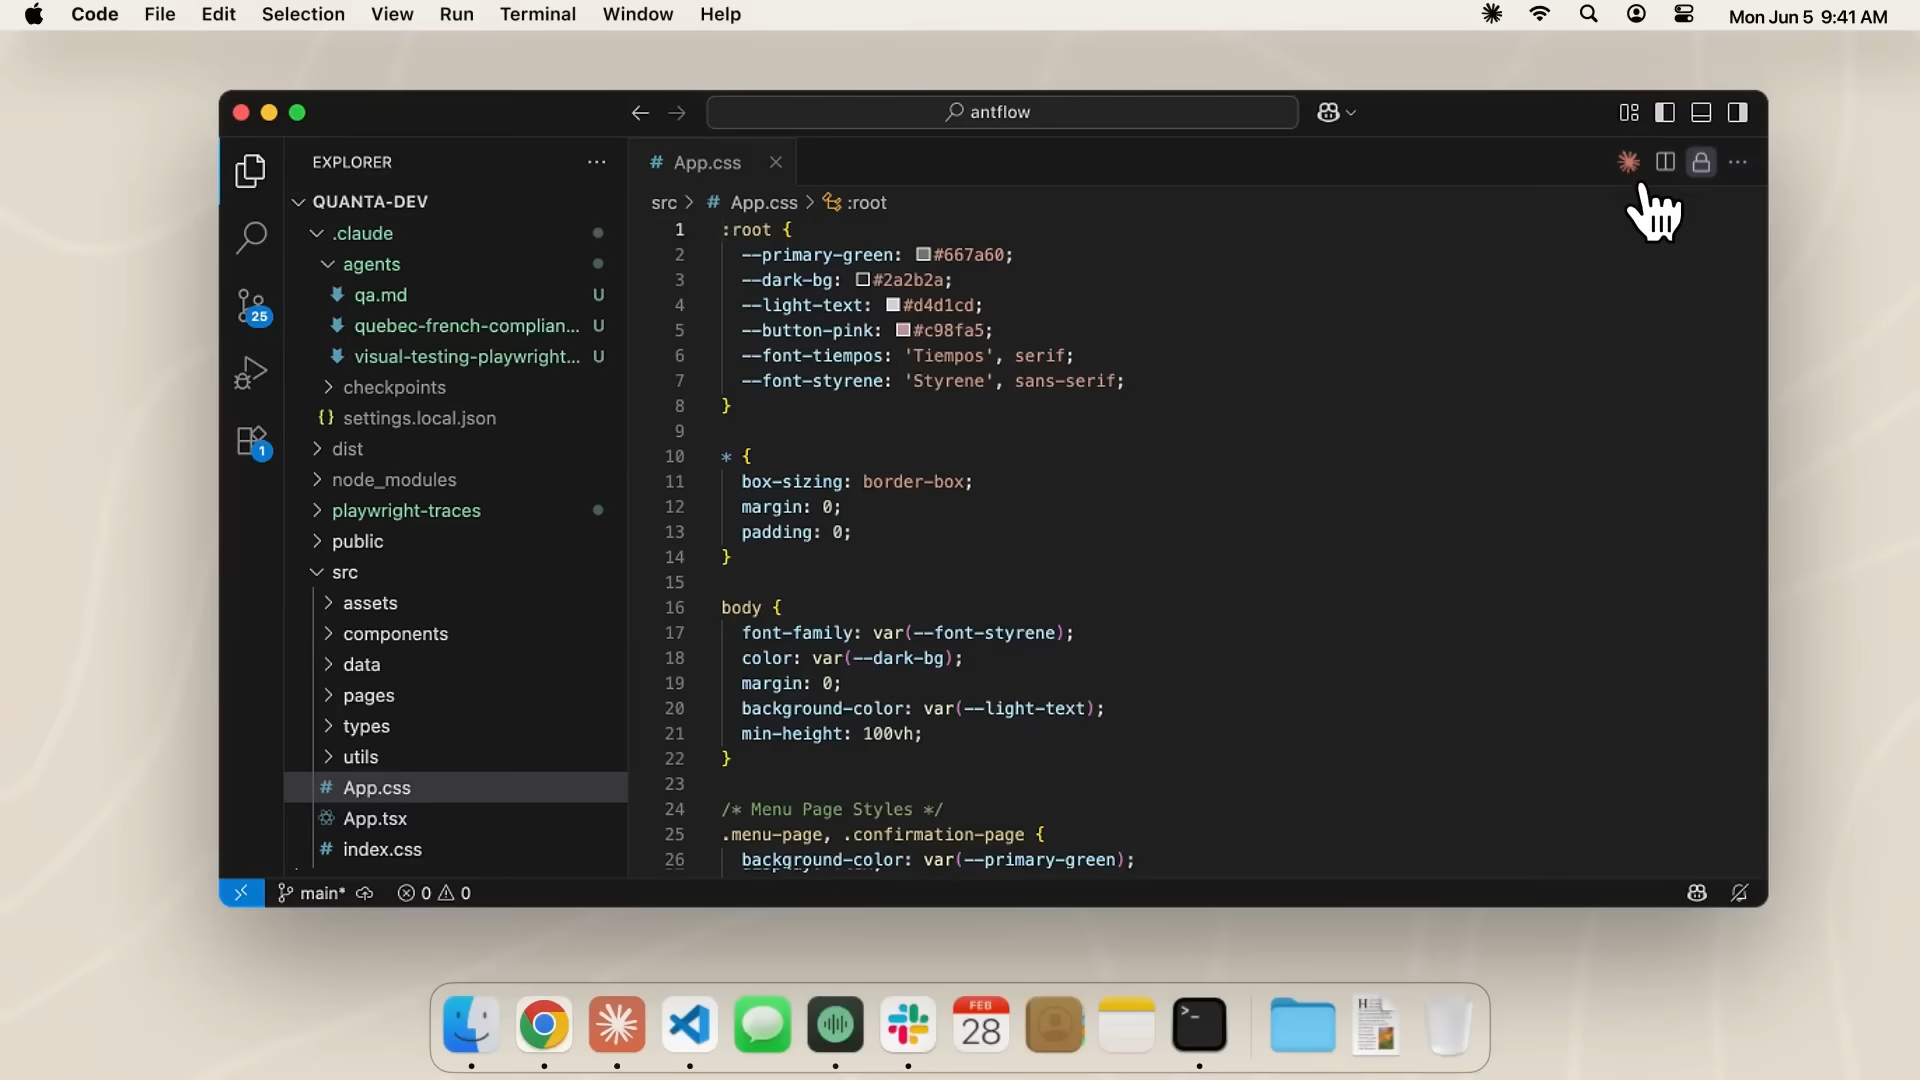 Code File Edit Selection View Run Terminal Window Help
Mon Jun 5 9:41 AM
antflow
EXPLORER
QUANTA-DEV
.claude
agents
qa.md U
quebec-french-complian... U
visual-testing-playwright... U
checkpoints
{} settings.local.json
dist
node_modules
playwright-traces
public
src
assets
components
data
pages
types
utils
# App.css
App.tsx
# index.css
25
1
# App.css
src > # App.css > :root
1 :root {
2 --primary-green: #667a60;
3 --dark-bg: #2a2b2a;
4 --light-text: #d4d1cd;
5 --button-pink: #c98fa5;
6 --font-tiempos: 'Tiempos', serif;
7 --font-styrene: 'Styrene', sans-serif;
8 }
9
10 * {
11 box-sizing: border-box;
12 margin: 0;
13 padding: 0;
14 }
15
16 body {
17 font-family: var(--font-styrene);
18 color: var(--dark-bg);
19 margin: 0;
20 background-color: var(--light-text);
21 min-height: 100vh;
22 }
23
24 /* Menu Page Styles */
25 .menu-page, .confirmation-page {
26 background-color: var(--primary-green);
main* 0 0
FEB
28
>_